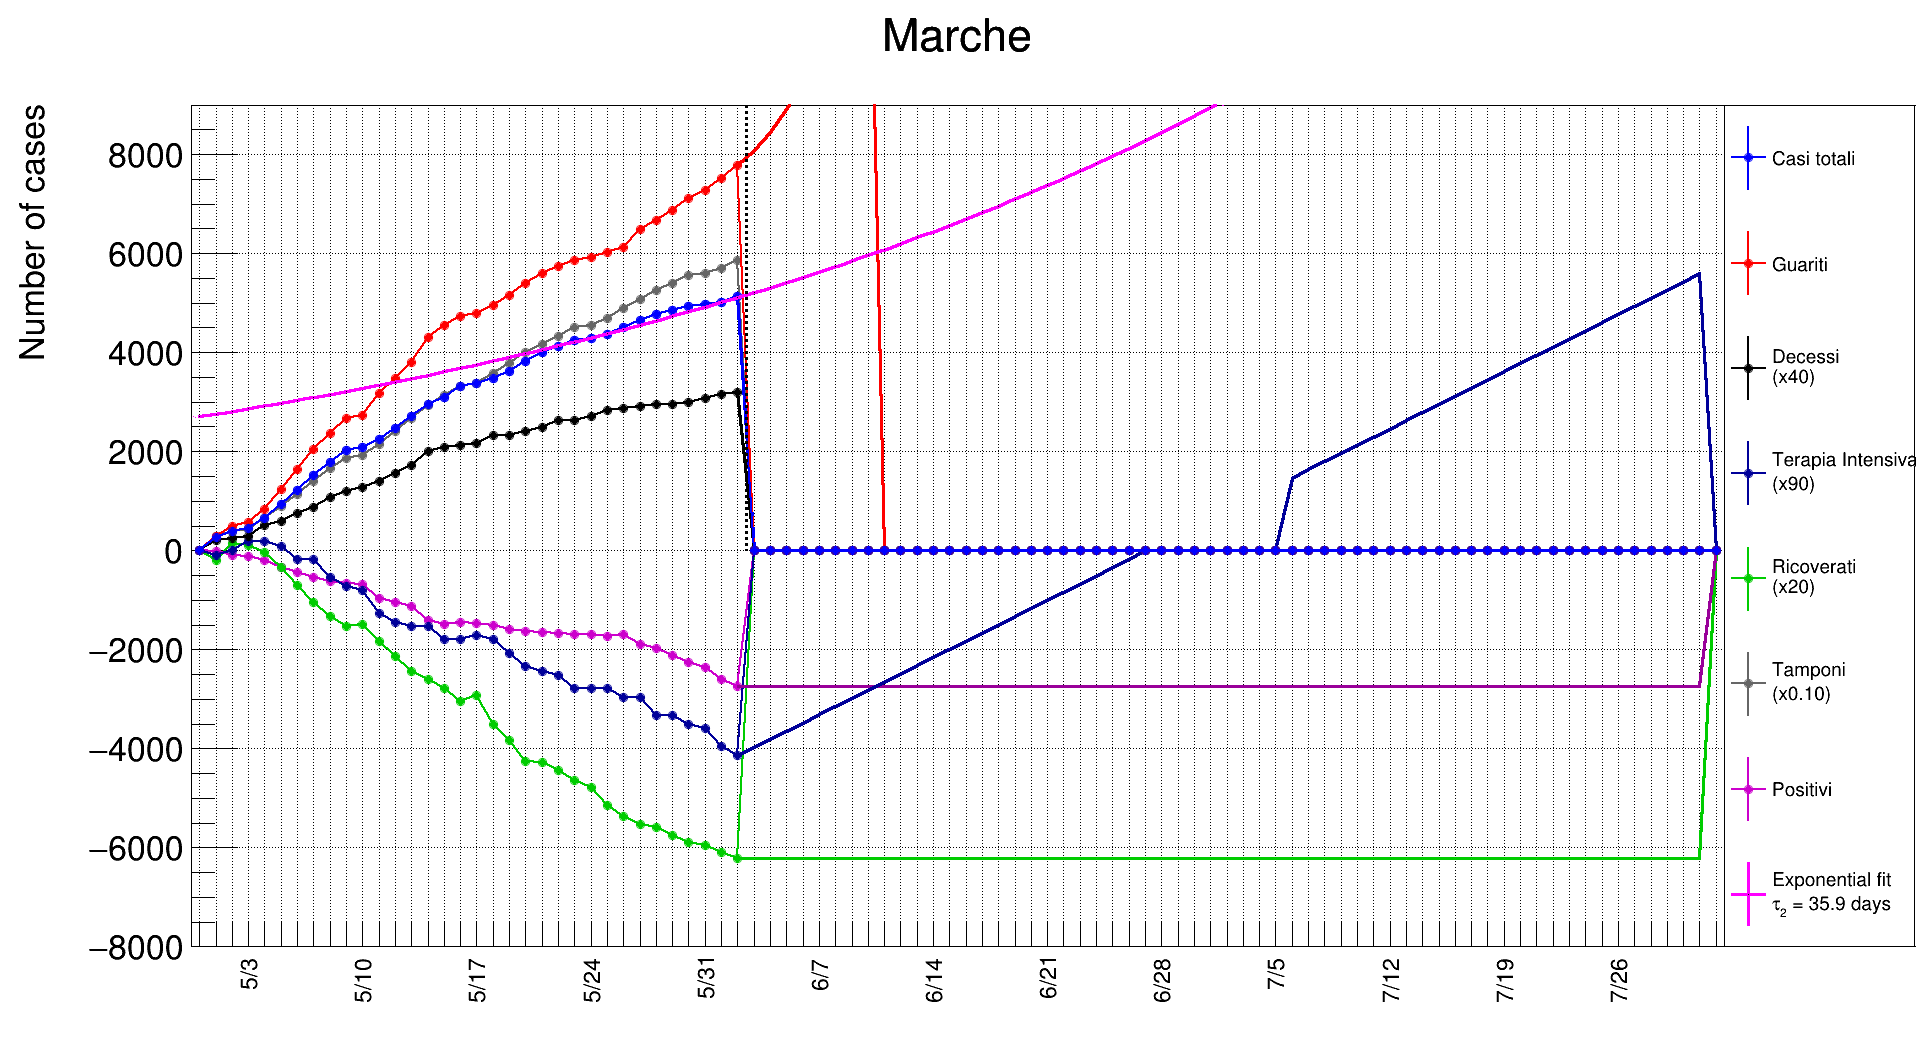 Marche
Number of cases
8000
6000
4000
2000
0
−2000
−4000
−6000
−8000
5/3
5/10
5/17
5/24
5/31
6/7
6/14
6/21
6/28
7/5
7/12
7/19
7/26
Casi totali
Guariti
Decessi
(x40)
Terapia Intensiva
(x90)
Ricoverati
(x20)
Tamponi
(x0.10)
Positivi
Exponential fit
τ2 = 35.9 days